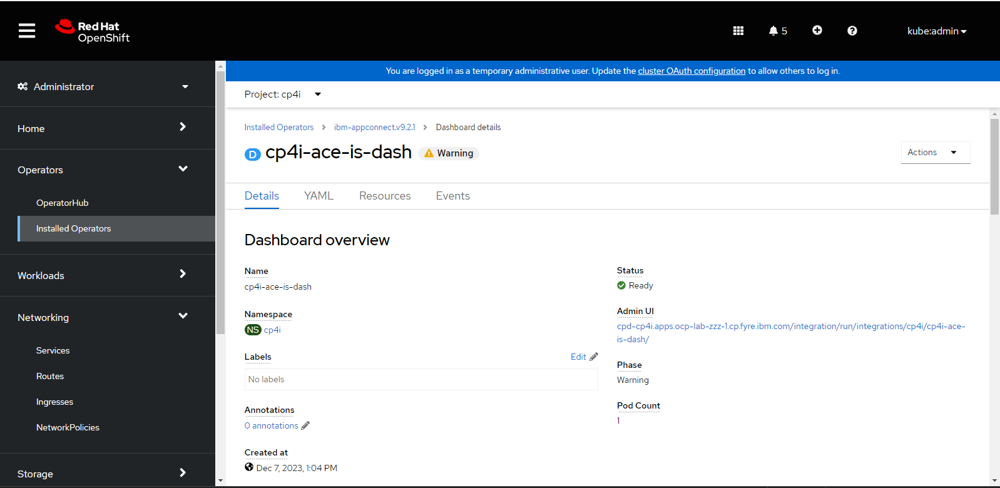 Red Hat
OpenShift
5
kube:admin
Administrator
Home
Operators
OperatorHub
Installed Operators
Workloads
Networking
Services
Routes
Ingresses
NetworkPolicies
Storage
You are logged in as a temporary administrative user. Update the cluster OAuth configuration to allow others to log in.
Project: cp4i
Installed Operators > ibm-appconnect.v9.2.1 > Dashboard details
D cp4i-ace-is-dash Warning
Actions
Details YAML Resources Events
Dashboard overview
Name
cp4i-ace-is-dash
Namespace
NS cp4i
Labels Edit
No labels
Annotations
0 annotations
Created at
Dec 7, 2023, 1:04 PM
Status
Ready
Admin UI
cpd-cp4i.apps.ocp-lab-zzz-1.cp.fyre.ibm.com/integration/run/integrations/cp4i/cp4i-ace-
is-dash/
Phase
Warning
Pod Count
1